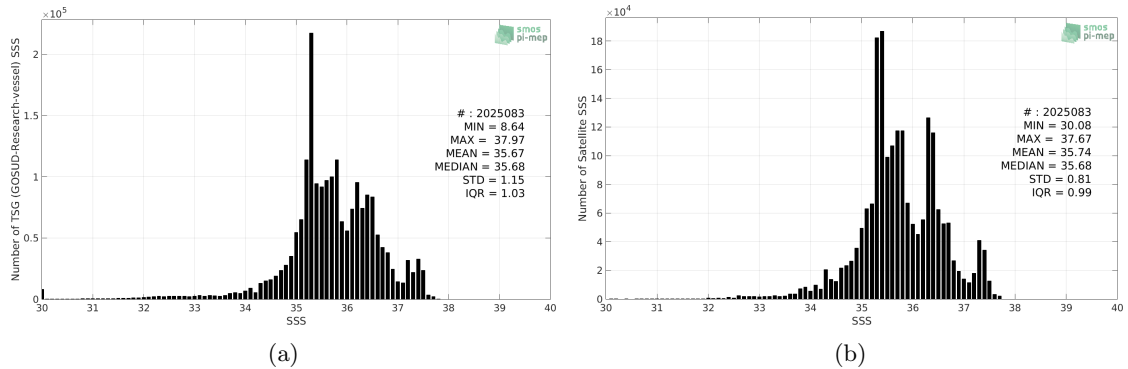 ×10^5
smos
pi-mep
Number of TSG (GOSUD-Research-vessel) SSS
2
1.5
1
0.5
0
# : 2025083
MIN = 8.64
MAX = 37.97
MEAN = 35.67
MEDIAN = 35.68
STD = 1.15
IQR = 1.03
30 31 32 33 34 35 36 37 38 39 40
SSS
(a)
×10^4
smos
pi-mep
Number of Satellite SSS
18
16
14
12
10
8
6
4
2
0
# : 2025083
MIN = 30.08
MAX = 37.67
MEAN = 35.74
MEDIAN = 35.68
STD = 0.81
IQR = 0.99
30 31 32 33 34 35 36 37 38 39 40
SSS
(b)